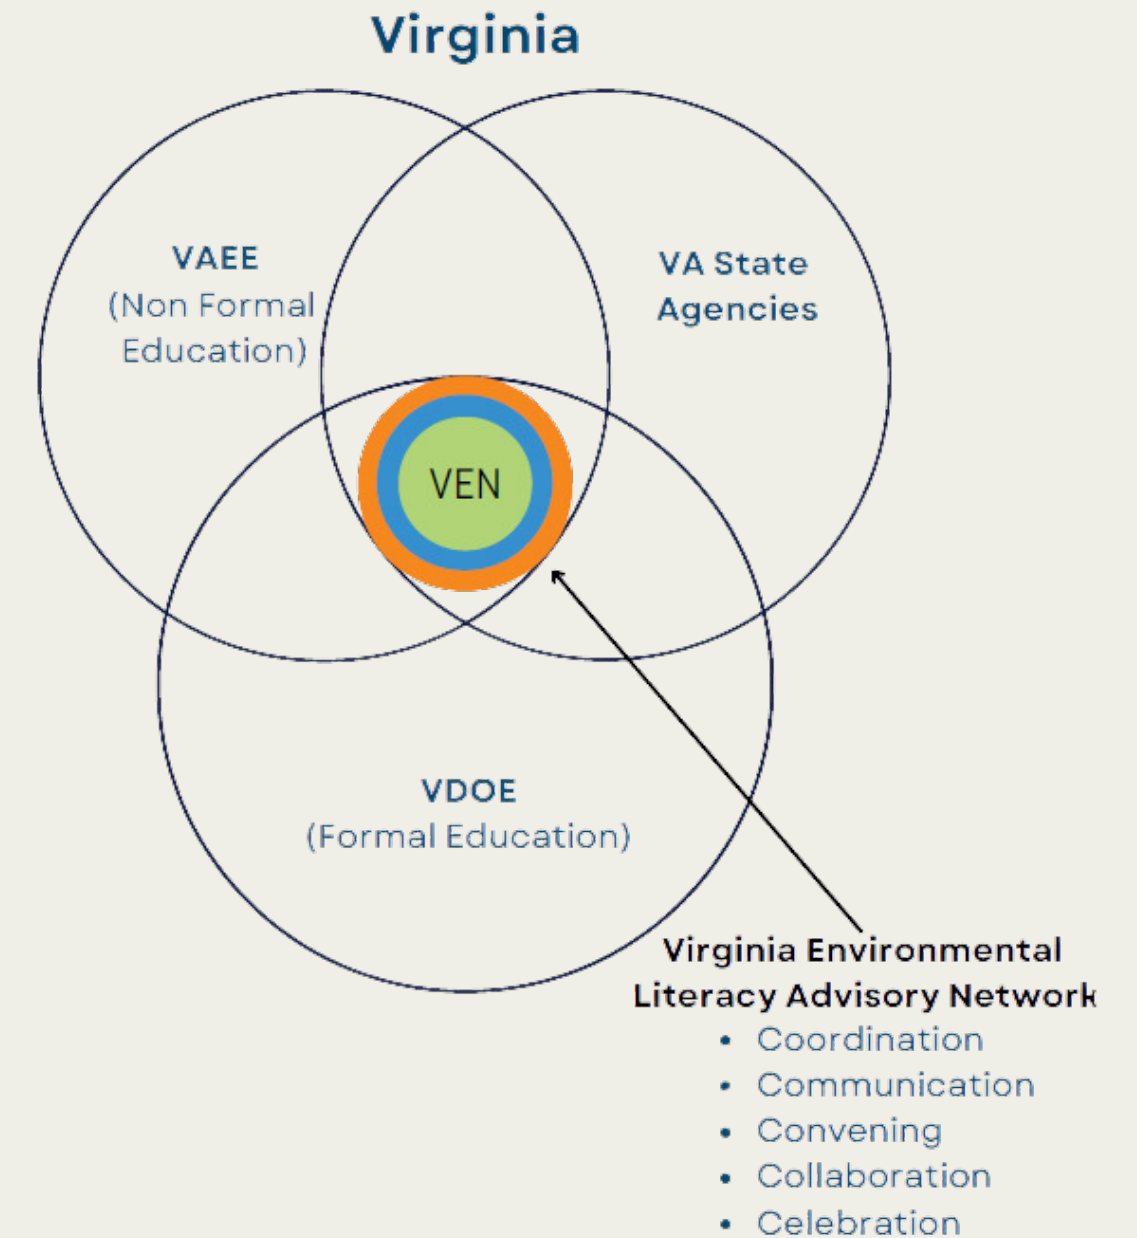 Virginia
VAEE
(Non Formal
Education)
VA State
Agencies
VEN
VDOE
(Formal Education)
Virginia Environmental
Literacy Advisory Network
• Coordination
• Communication
• Convening
• Collaboration
• Celebration